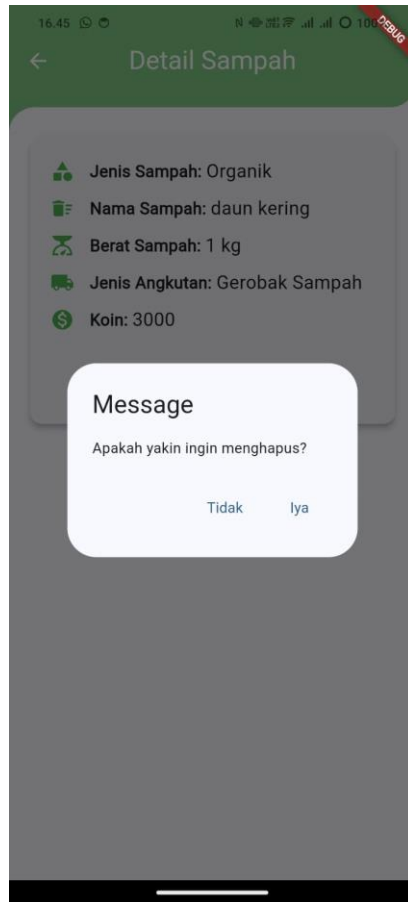 16.45
DEBUG
Detail Sampah
Jenis Sampah: Organik
Nama Sampah: daun kering
Berat Sampah: 1 kg
Jenis Angkutan: Gerobak Sampah
Koin: 3000
Message
Apakah yakin ingin menghapus?
Tidak Iya